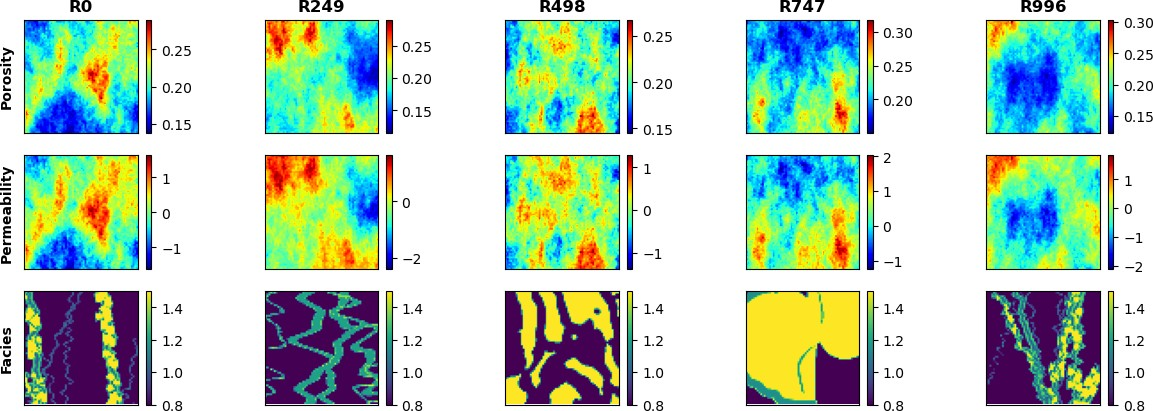 R0 R249 R498 R747 R996
Porosity
0.25 0.25 0.25 0.30 0.30
0.20 0.20 0.20 0.25 0.25
0.15 0.15 0.15 0.20 0.20
0.15
Permeability
1 0 1 2 1
0 −2 0 1 0
−1 −1 0 −1
−1 −2
Facies
1.4 1.4 1.4 1.4 1.4
1.2 1.2 1.2 1.2 1.2
1.0 1.0 1.0 1.0 1.0
0.8 0.8 0.8 0.8 0.8